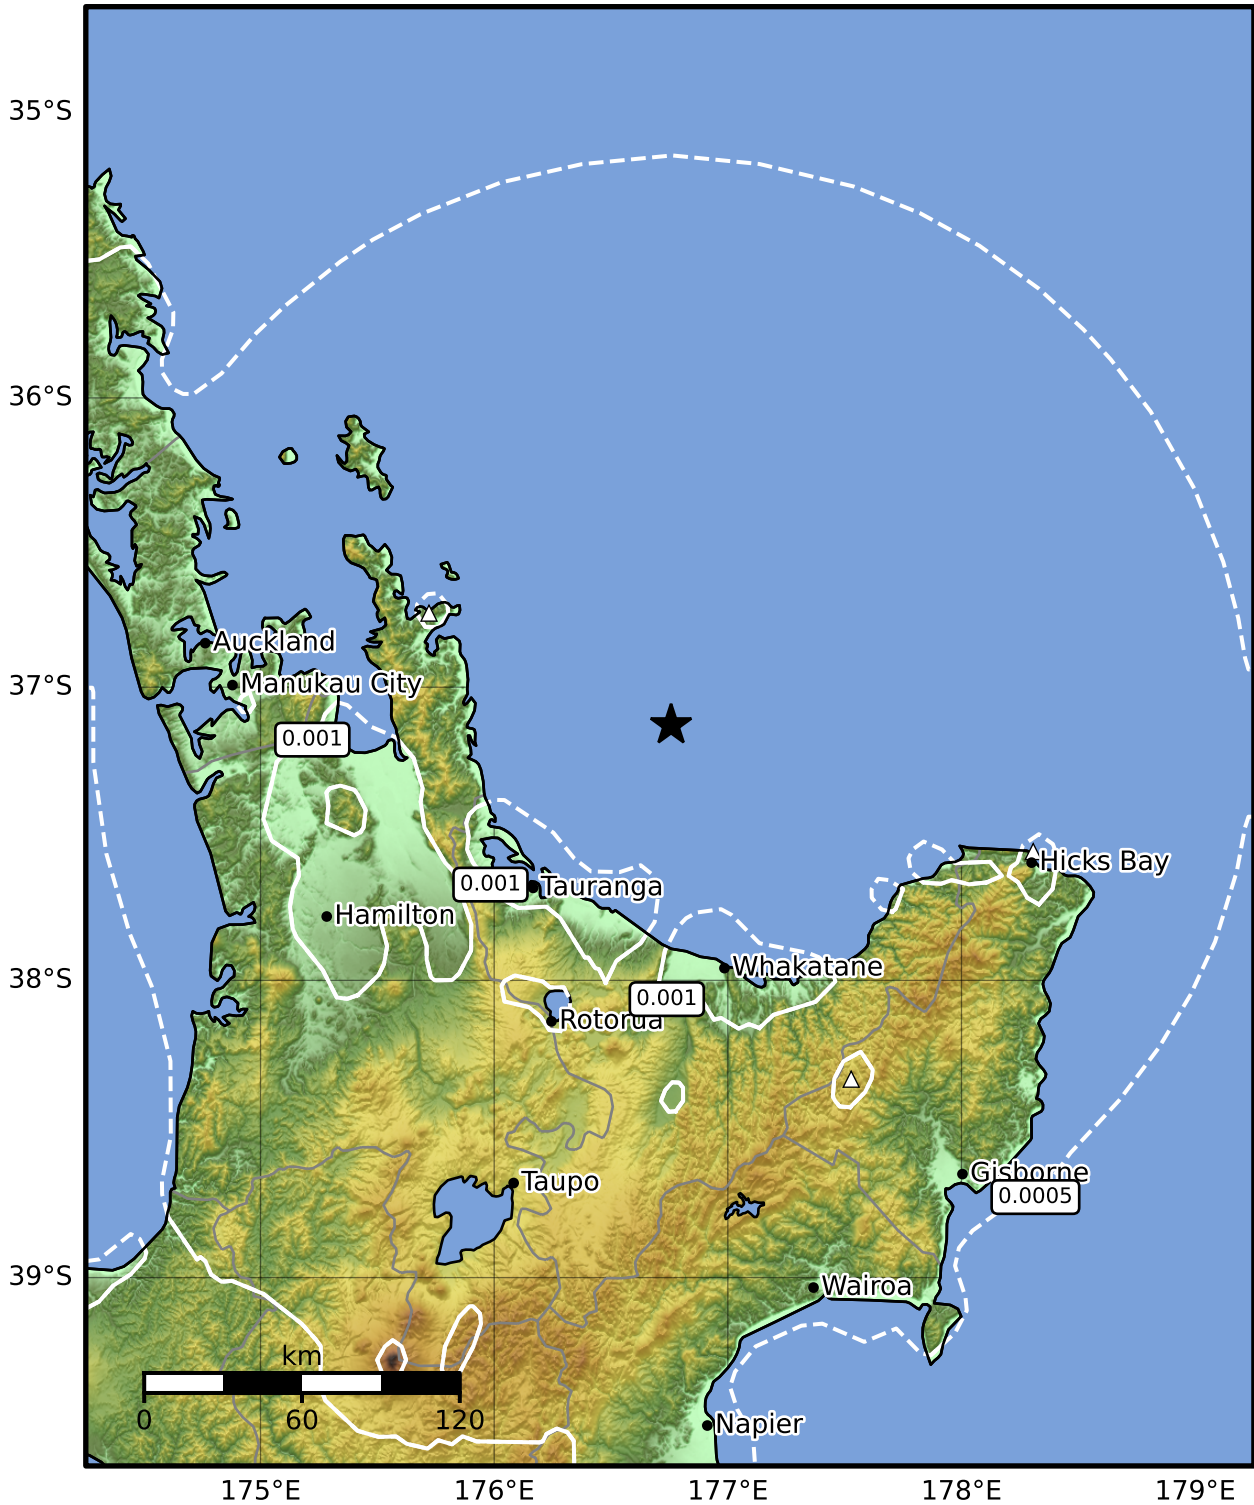 35°S
36°S
Auckland
37°S
Manukau City
0.001
Hicks Bay
0.001
Tauranga
Hamilton
Whakatane
38°S
0.001
Rotorua
Gisborne
Taupo
0.0005
39°S
Wairoa
km
0 60 120
Napier
175°E 176°E 177°E 178°E 179°E